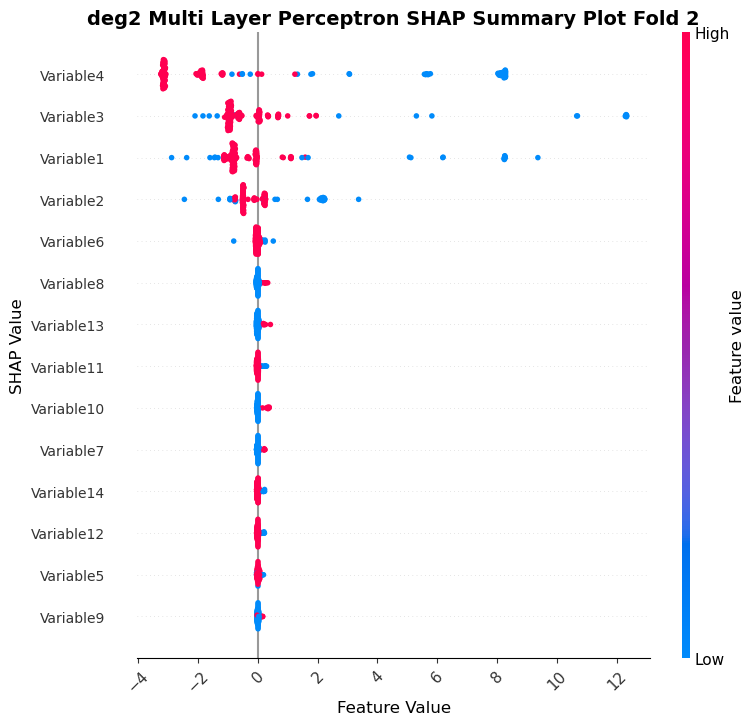 deg2 Multi Layer Perceptron SHAP Summary Plot Fold 2
High
Variable4
Variable3
Variable1
Variable2
Variable6
Variable8
Variable13
Variable11
Variable10
Variable7
Variable14
Variable12
Variable5
Variable9
SHAP Value
Feature value
Low
−4
−2
0
2
4
6
8
10
12
Feature Value